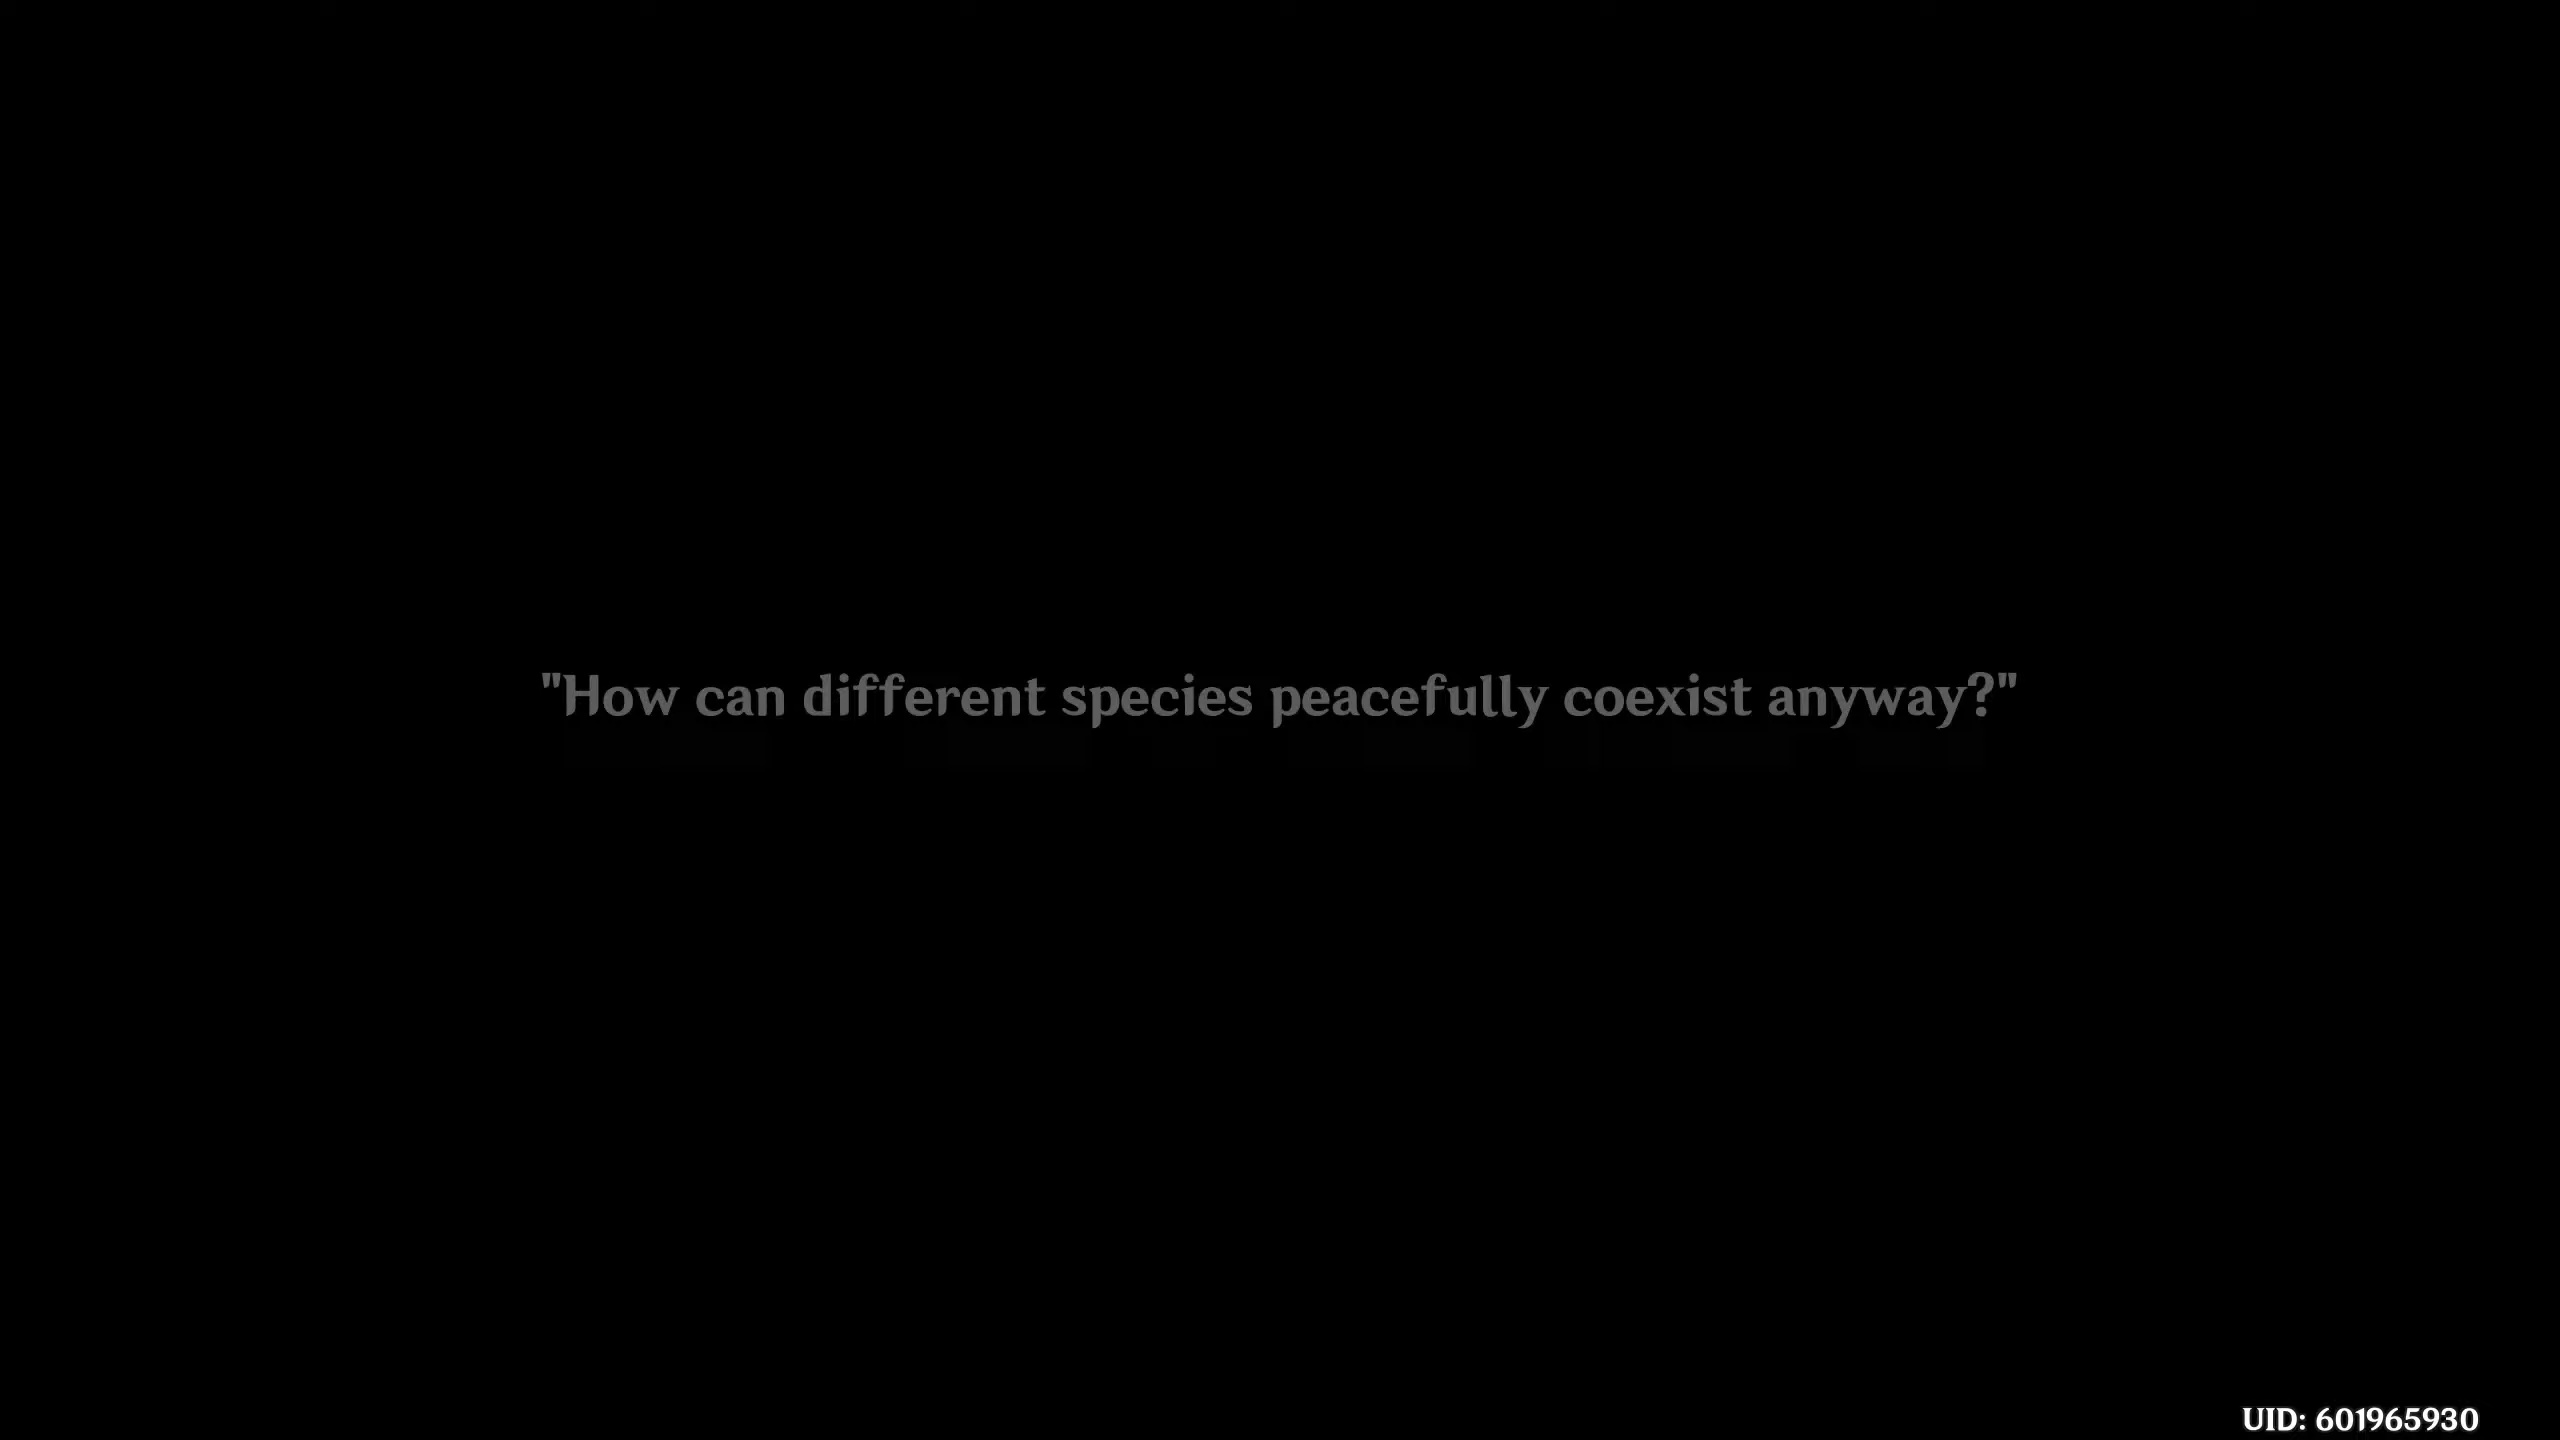 "How can different species peacefully coexist anyway?"
UID: 601965930